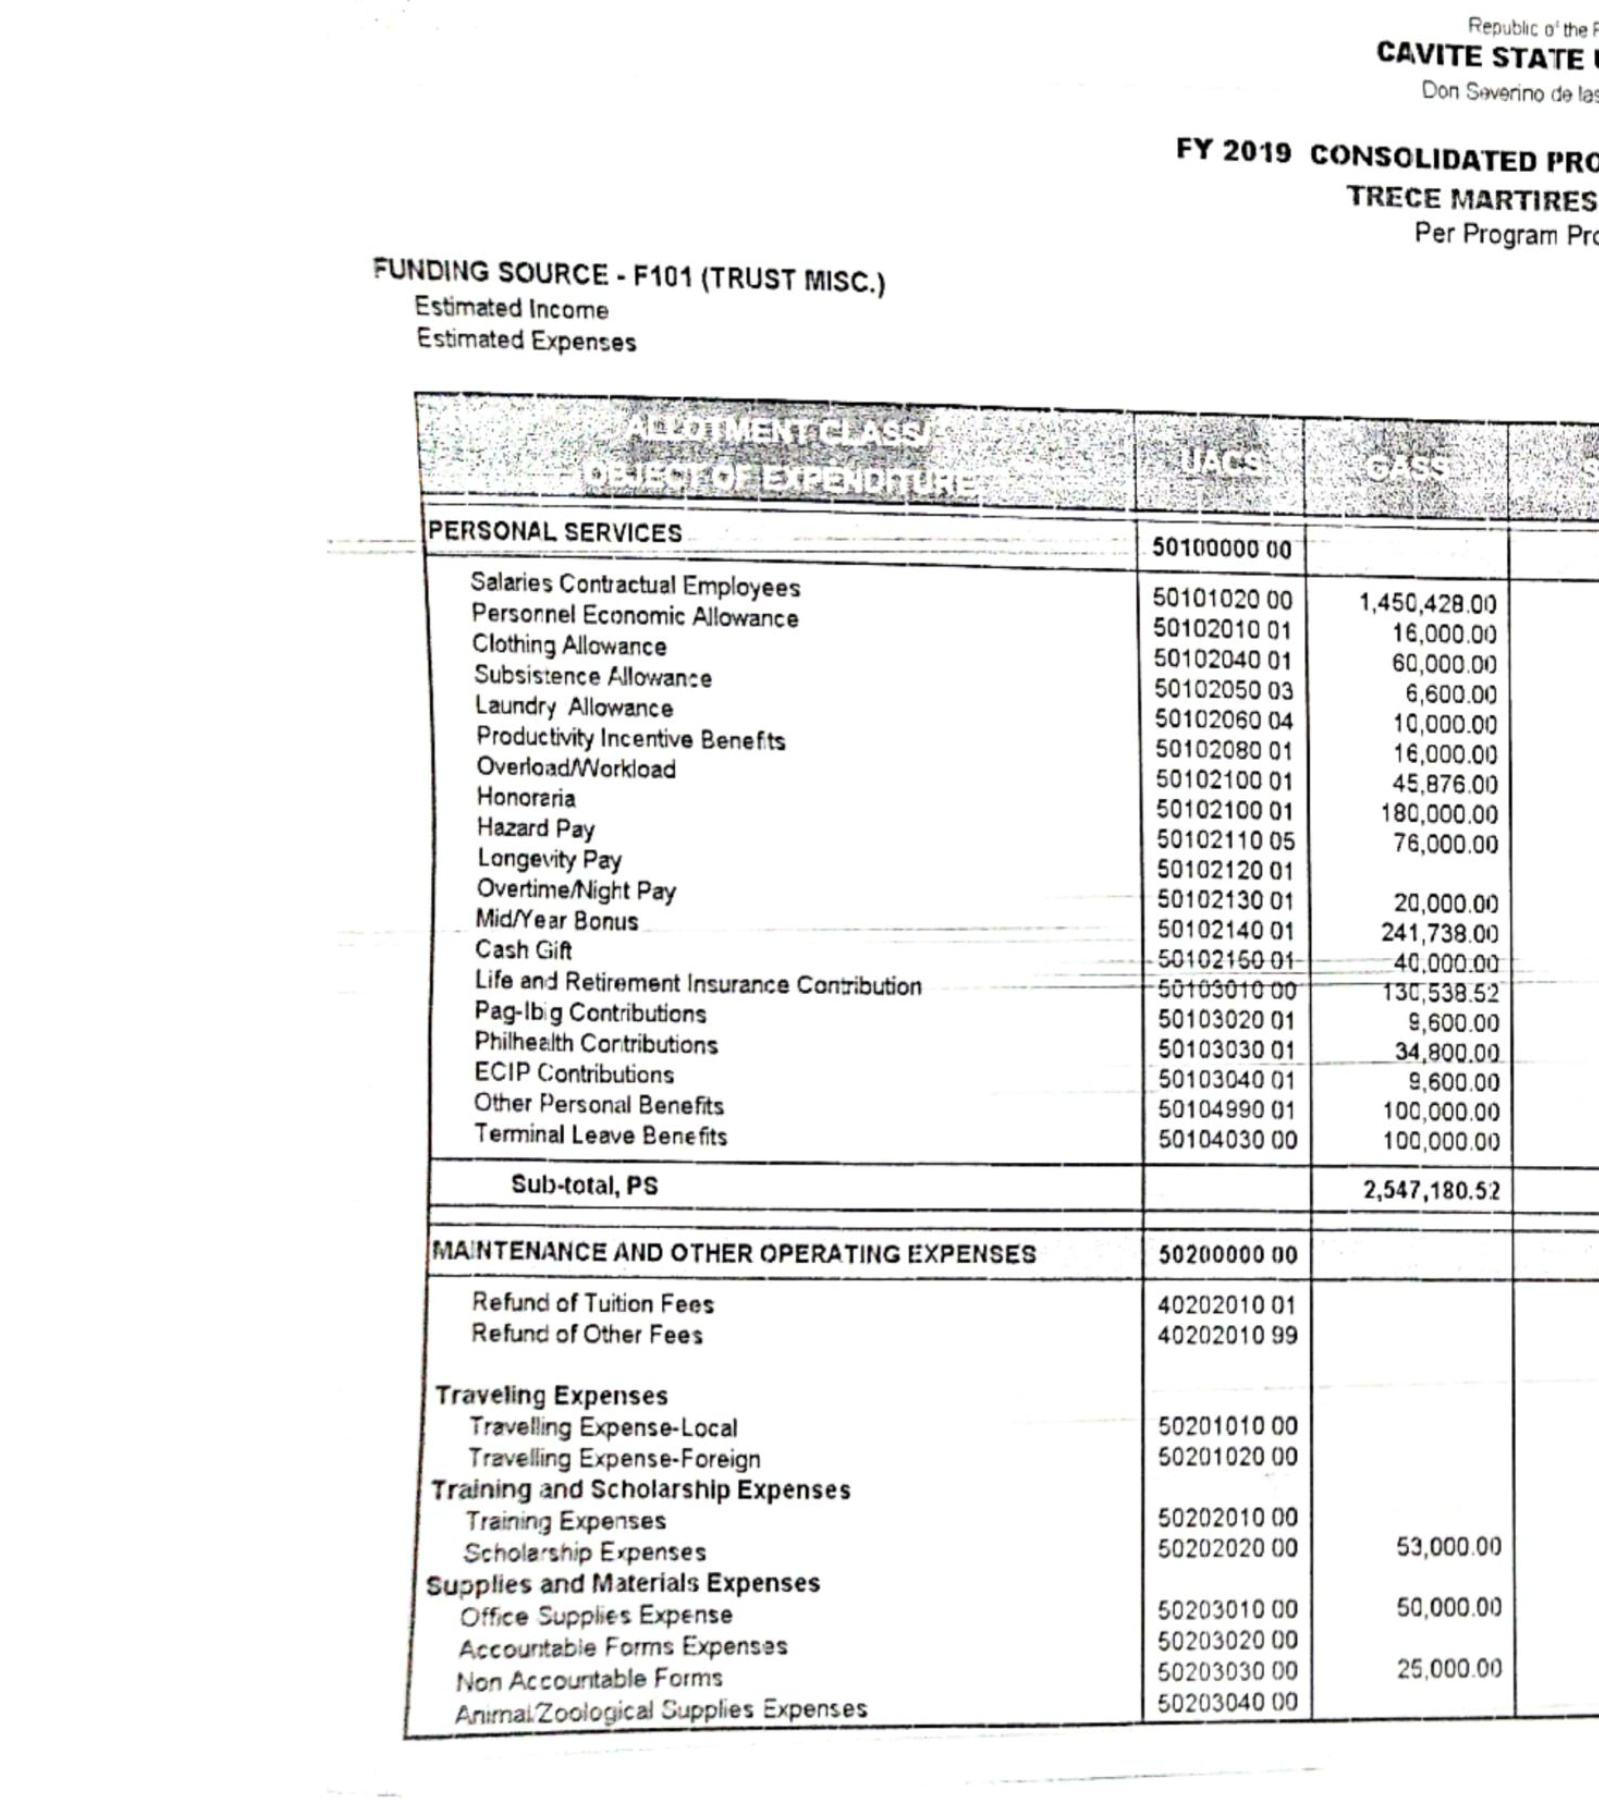 Republic of the
CAVITE STATE
Don Severino de las
FY 2019 CONSOLIDATED PRO
TRECE MARTIRES
Per Program Pro
FUNDING SOURCE - F101 (TRUST MISC.)
Estimated Income
Estimated Expenses
ALLOTMENT CLASS/
OBJECT OF EXPENDITURE UACS GASS S
PERSONAL SERVICES 50100000 00
Salaries Contractual Employees 50101020 00 1,450,428.00
Personnel Economic Allowance 50102010 01 16,000.00
Clothing Allowance 50102040 01 60,000.00
Subsistence Allowance 50102050 03 6,600.00
Laundry Allowance 50102060 04 10,000.00
Productivity Incentive Benefits 50102080 01 16,000.00
Overload/Workload 50102100 01 45,876.00
Honoraria 50102100 01 180,000.00
Hazard Pay 50102110 05 76,000.00
Longevity Pay 50102120 01
Overtime/Night Pay 50102130 01 20,000.00
Mid/Year Bonus 50102140 01 241,738.00
Cash Gift 50102150 01 40,000.00
Life and Retirement Insurance Contribution 50103010 00 130,538.52
Pag-Ibig Contributions 50103020 01 9,600.00
Philhealth Contributions 50103030 01 34,800.00
ECIP Contributions 50103040 01 9,600.00
Other Personal Benefits 50104990 01 100,000.00
Terminal Leave Benefits 50104030 00 100,000.00
Sub-total, PS 2,547,180.52
MAINTENANCE AND OTHER OPERATING EXPENSES 50200000 00
Refund of Tuition Fees 40202010 01
Refund of Other Fees 40202010 99
Traveling Expenses
Travelling Expense-Local 50201010 00
Travelling Expense-Foreign 50201020 00
Training and Scholarship Expenses
Training Expenses 50202010 00
Scholarship Expenses 50202020 00 53,000.00
Supplies and Materials Expenses
Office Supplies Expense 50203010 00 50,000.00
Accountable Forms Expenses 50203020 00
Non Accountable Forms 50203030 00 25,000.00
Animal/Zoological Supplies Expenses 50203040 00